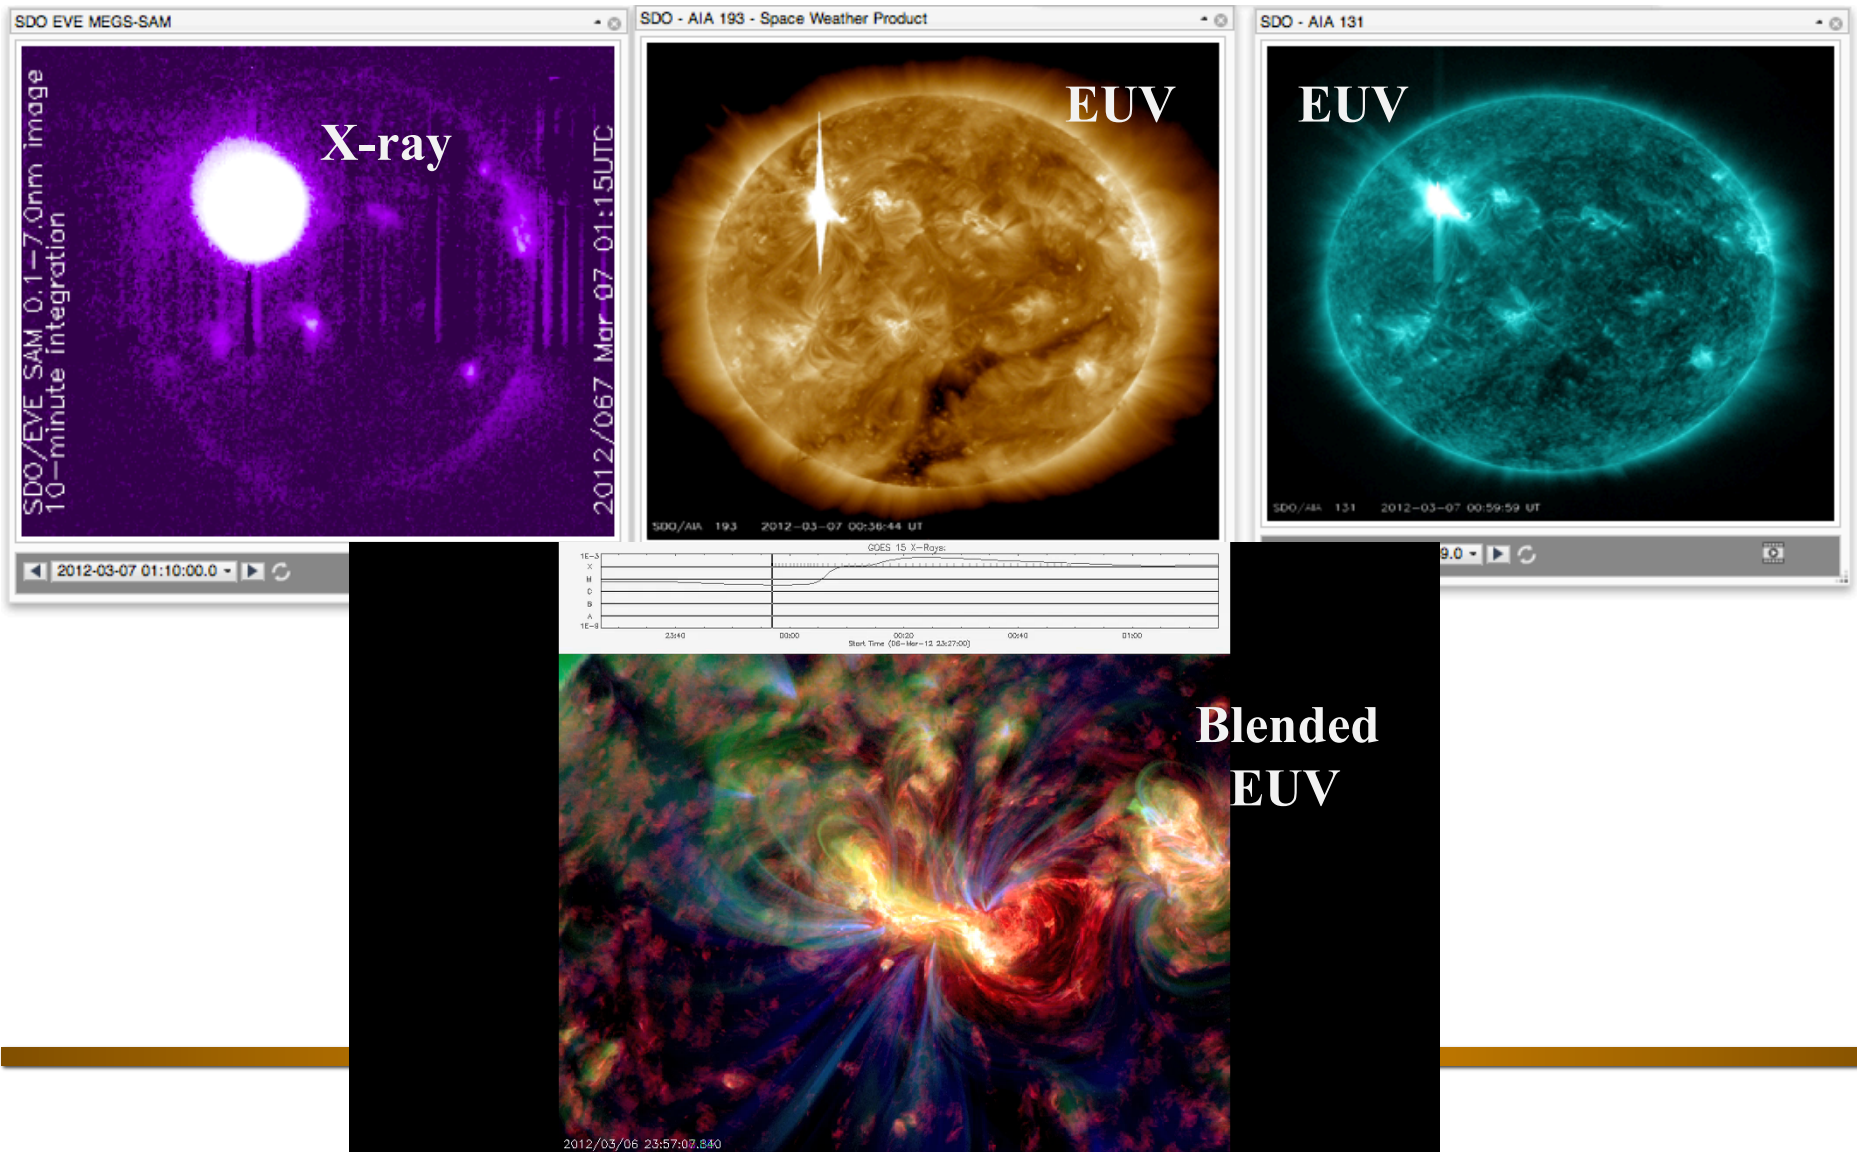 SDO EVE MEGS-SAM
SDO/EVE SAM 0.1-7.0nm image
10-minute integration
X-ray
2012/067 Mar 07 01:15UTC
2012-03-07 01:10:00.0
SDO - AIA 193 - Space Weather Product
EUV
SDO/AIA 193 2012-03-07 00:36:44 UT
SDO - AIA 131
EUV
SDO/AIA 131 2012-03-07 00:59:59 UT
9.0
GOES 15 X-Rays:
1E-3
X
M
C
B
A
1E-9
23:40 00:00 00:20 00:40 01:00
Start Time (06-Mar-12 23:27:00)
Blended
EUV
2012/03/06 23:57:07.840